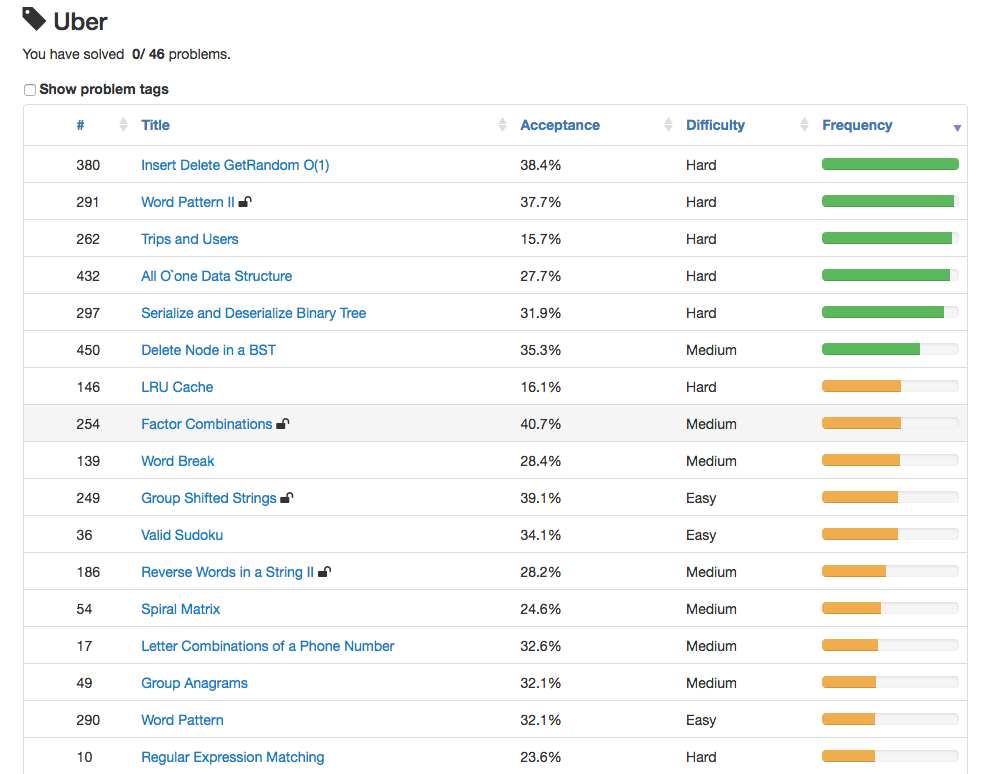 Uber
You have solved 0/ 46 problems.
Show problem tags
# Title Acceptance Difficulty Frequency
380 Insert Delete GetRandom O(1) 38.4% Hard
291 Word Pattern II 37.7% Hard
262 Trips and Users 15.7% Hard
432 All O`one Data Structure 27.7% Hard
297 Serialize and Deserialize Binary Tree 31.9% Hard
450 Delete Node in a BST 35.3% Medium
146 LRU Cache 16.1% Hard
254 Factor Combinations 40.7% Medium
139 Word Break 28.4% Medium
249 Group Shifted Strings 39.1% Easy
36 Valid Sudoku 34.1% Easy
186 Reverse Words in a String II 28.2% Medium
54 Spiral Matrix 24.6% Medium
17 Letter Combinations of a Phone Number 32.6% Medium
49 Group Anagrams 32.1% Medium
290 Word Pattern 32.1% Easy
10 Regular Expression Matching 23.6% Hard